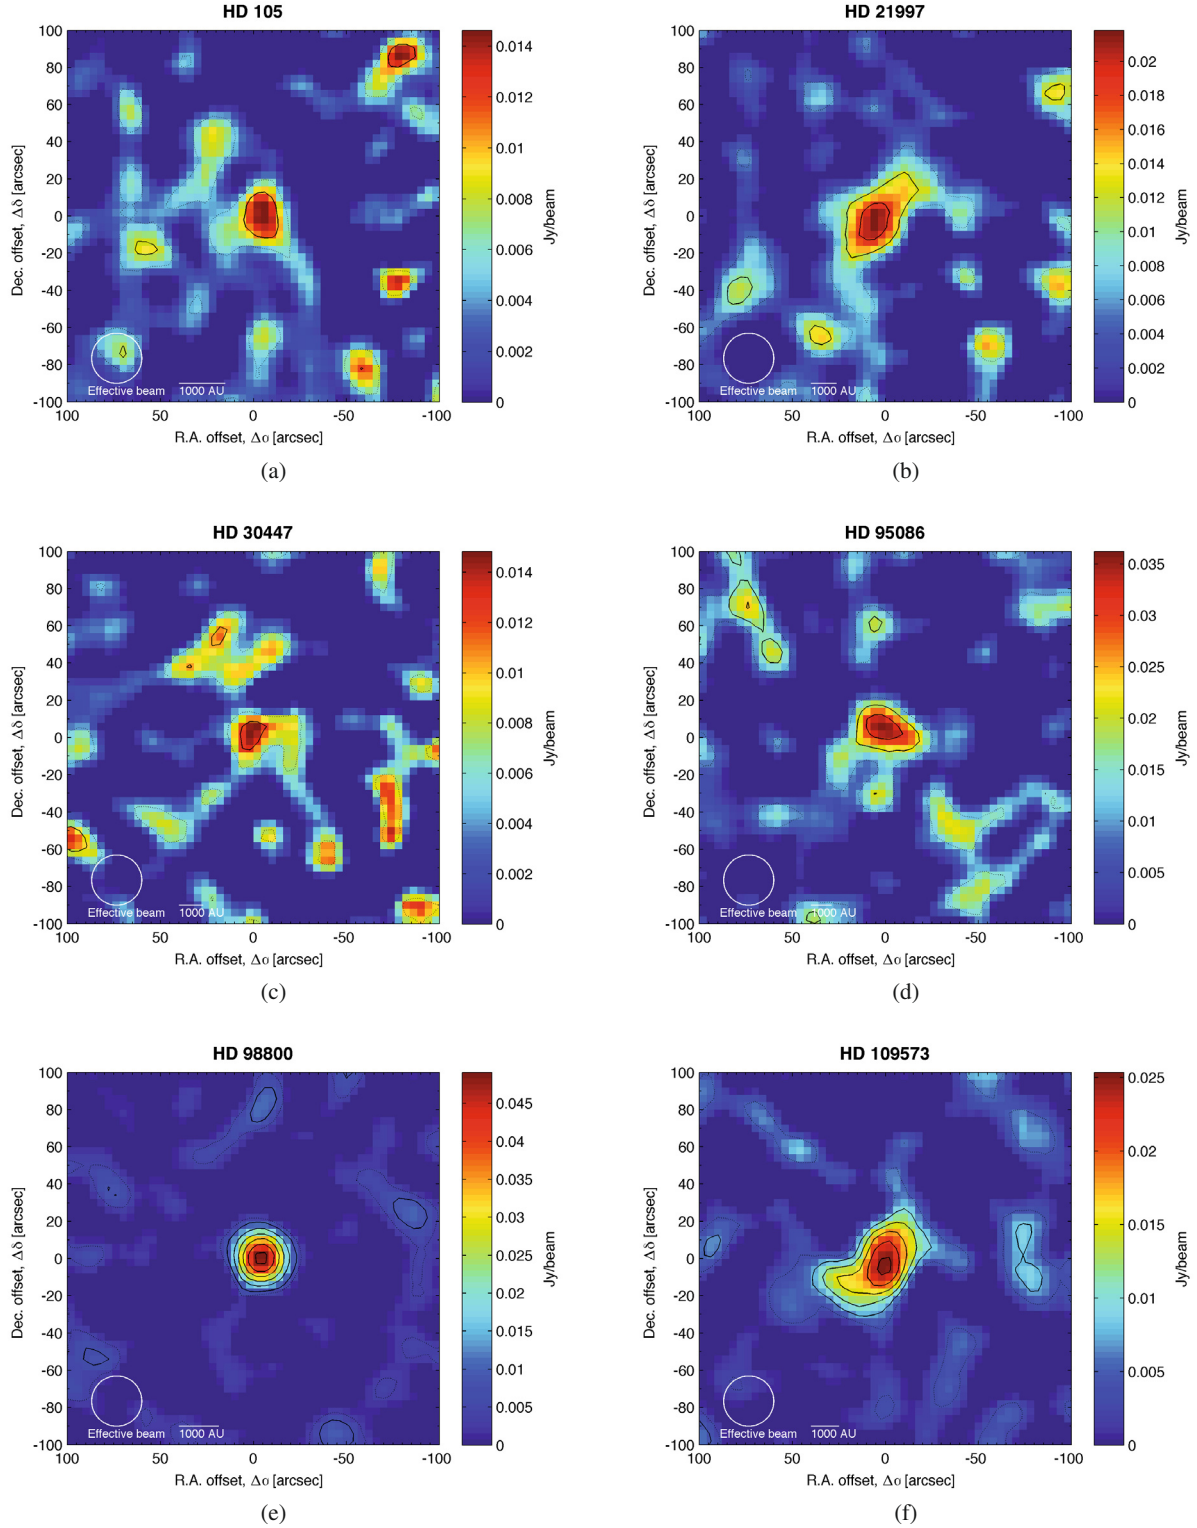 HD 105
100
80
60
40
20
0
-20
-40
-60
-80
-100
Dec. offset, Δδ [arcsec]
Effective beam
1000 AU
100 50 0 -50 -100
R.A. offset, Δα [arcsec]
0.014
0.012
0.01
0.008
0.006
0.004
0.002
0
Jy/beam
(a)
HD 21997
100
80
60
40
20
0
-20
-40
-60
-80
-100
Dec. offset, Δδ [arcsec]
Effective beam
1000 AU
100 50 0 -50 -100
R.A. offset, Δα [arcsec]
0.02
0.018
0.016
0.014
0.012
0.01
0.008
0.006
0.004
0.002
0
Jy/beam
(b)
HD 30447
100
80
60
40
20
0
-20
-40
-60
-80
-100
Dec. offset, Δδ [arcsec]
Effective beam
1000 AU
100 50 0 -50 -100
R.A. offset, Δα [arcsec]
0.014
0.012
0.01
0.008
0.006
0.004
0.002
0
Jy/beam
(c)
HD 95086
100
80
60
40
20
0
-20
-40
-60
-80
-100
Dec. offset, Δδ [arcsec]
Effective beam
1000 AU
100 50 0 -50 -100
R.A. offset, Δα [arcsec]
0.035
0.03
0.025
0.02
0.015
0.01
0.005
0
Jy/beam
(d)
HD 98800
100
80
60
40
20
0
-20
-40
-60
-80
-100
Dec. offset, Δδ [arcsec]
Effective beam
1000 AU
100 50 0 -50 -100
R.A. offset, Δα [arcsec]
0.045
0.04
0.035
0.03
0.025
0.02
0.015
0.01
0.005
0
Jy/beam
(e)
HD 109573
100
80
60
40
20
0
-20
-40
-60
-80
-100
Dec. offset, Δδ [arcsec]
Effective beam
1000 AU
100 50 0 -50 -100
R.A. offset, Δα [arcsec]
0.025
0.02
0.015
0.01
0.005
0
Jy/beam
(f)